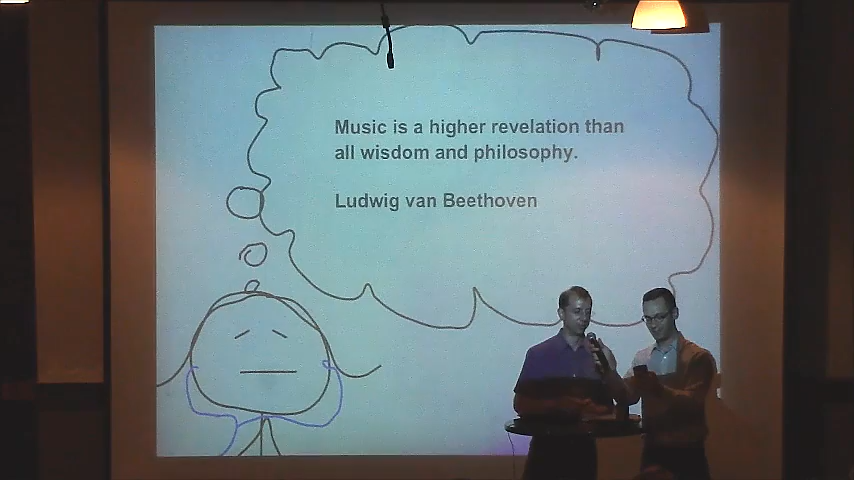 Music is a higher revelation than
all wisdom and philosophy.
Ludwig van Beethoven